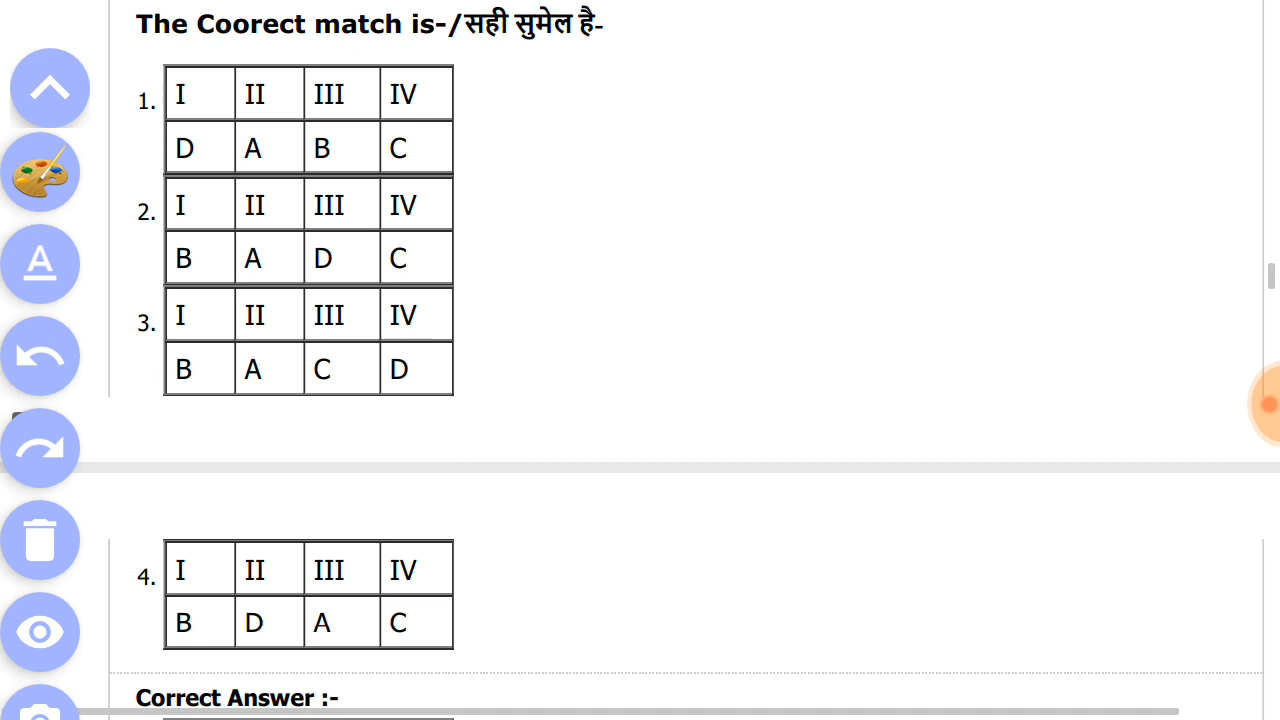 The Coorect match is-/सही सुमेल है-
1. I II III IV
D A B C
2. I II III IV
B A D C
3. I II III IV
B A C D
4. I II III IV
B D A C
Correct Answer :-